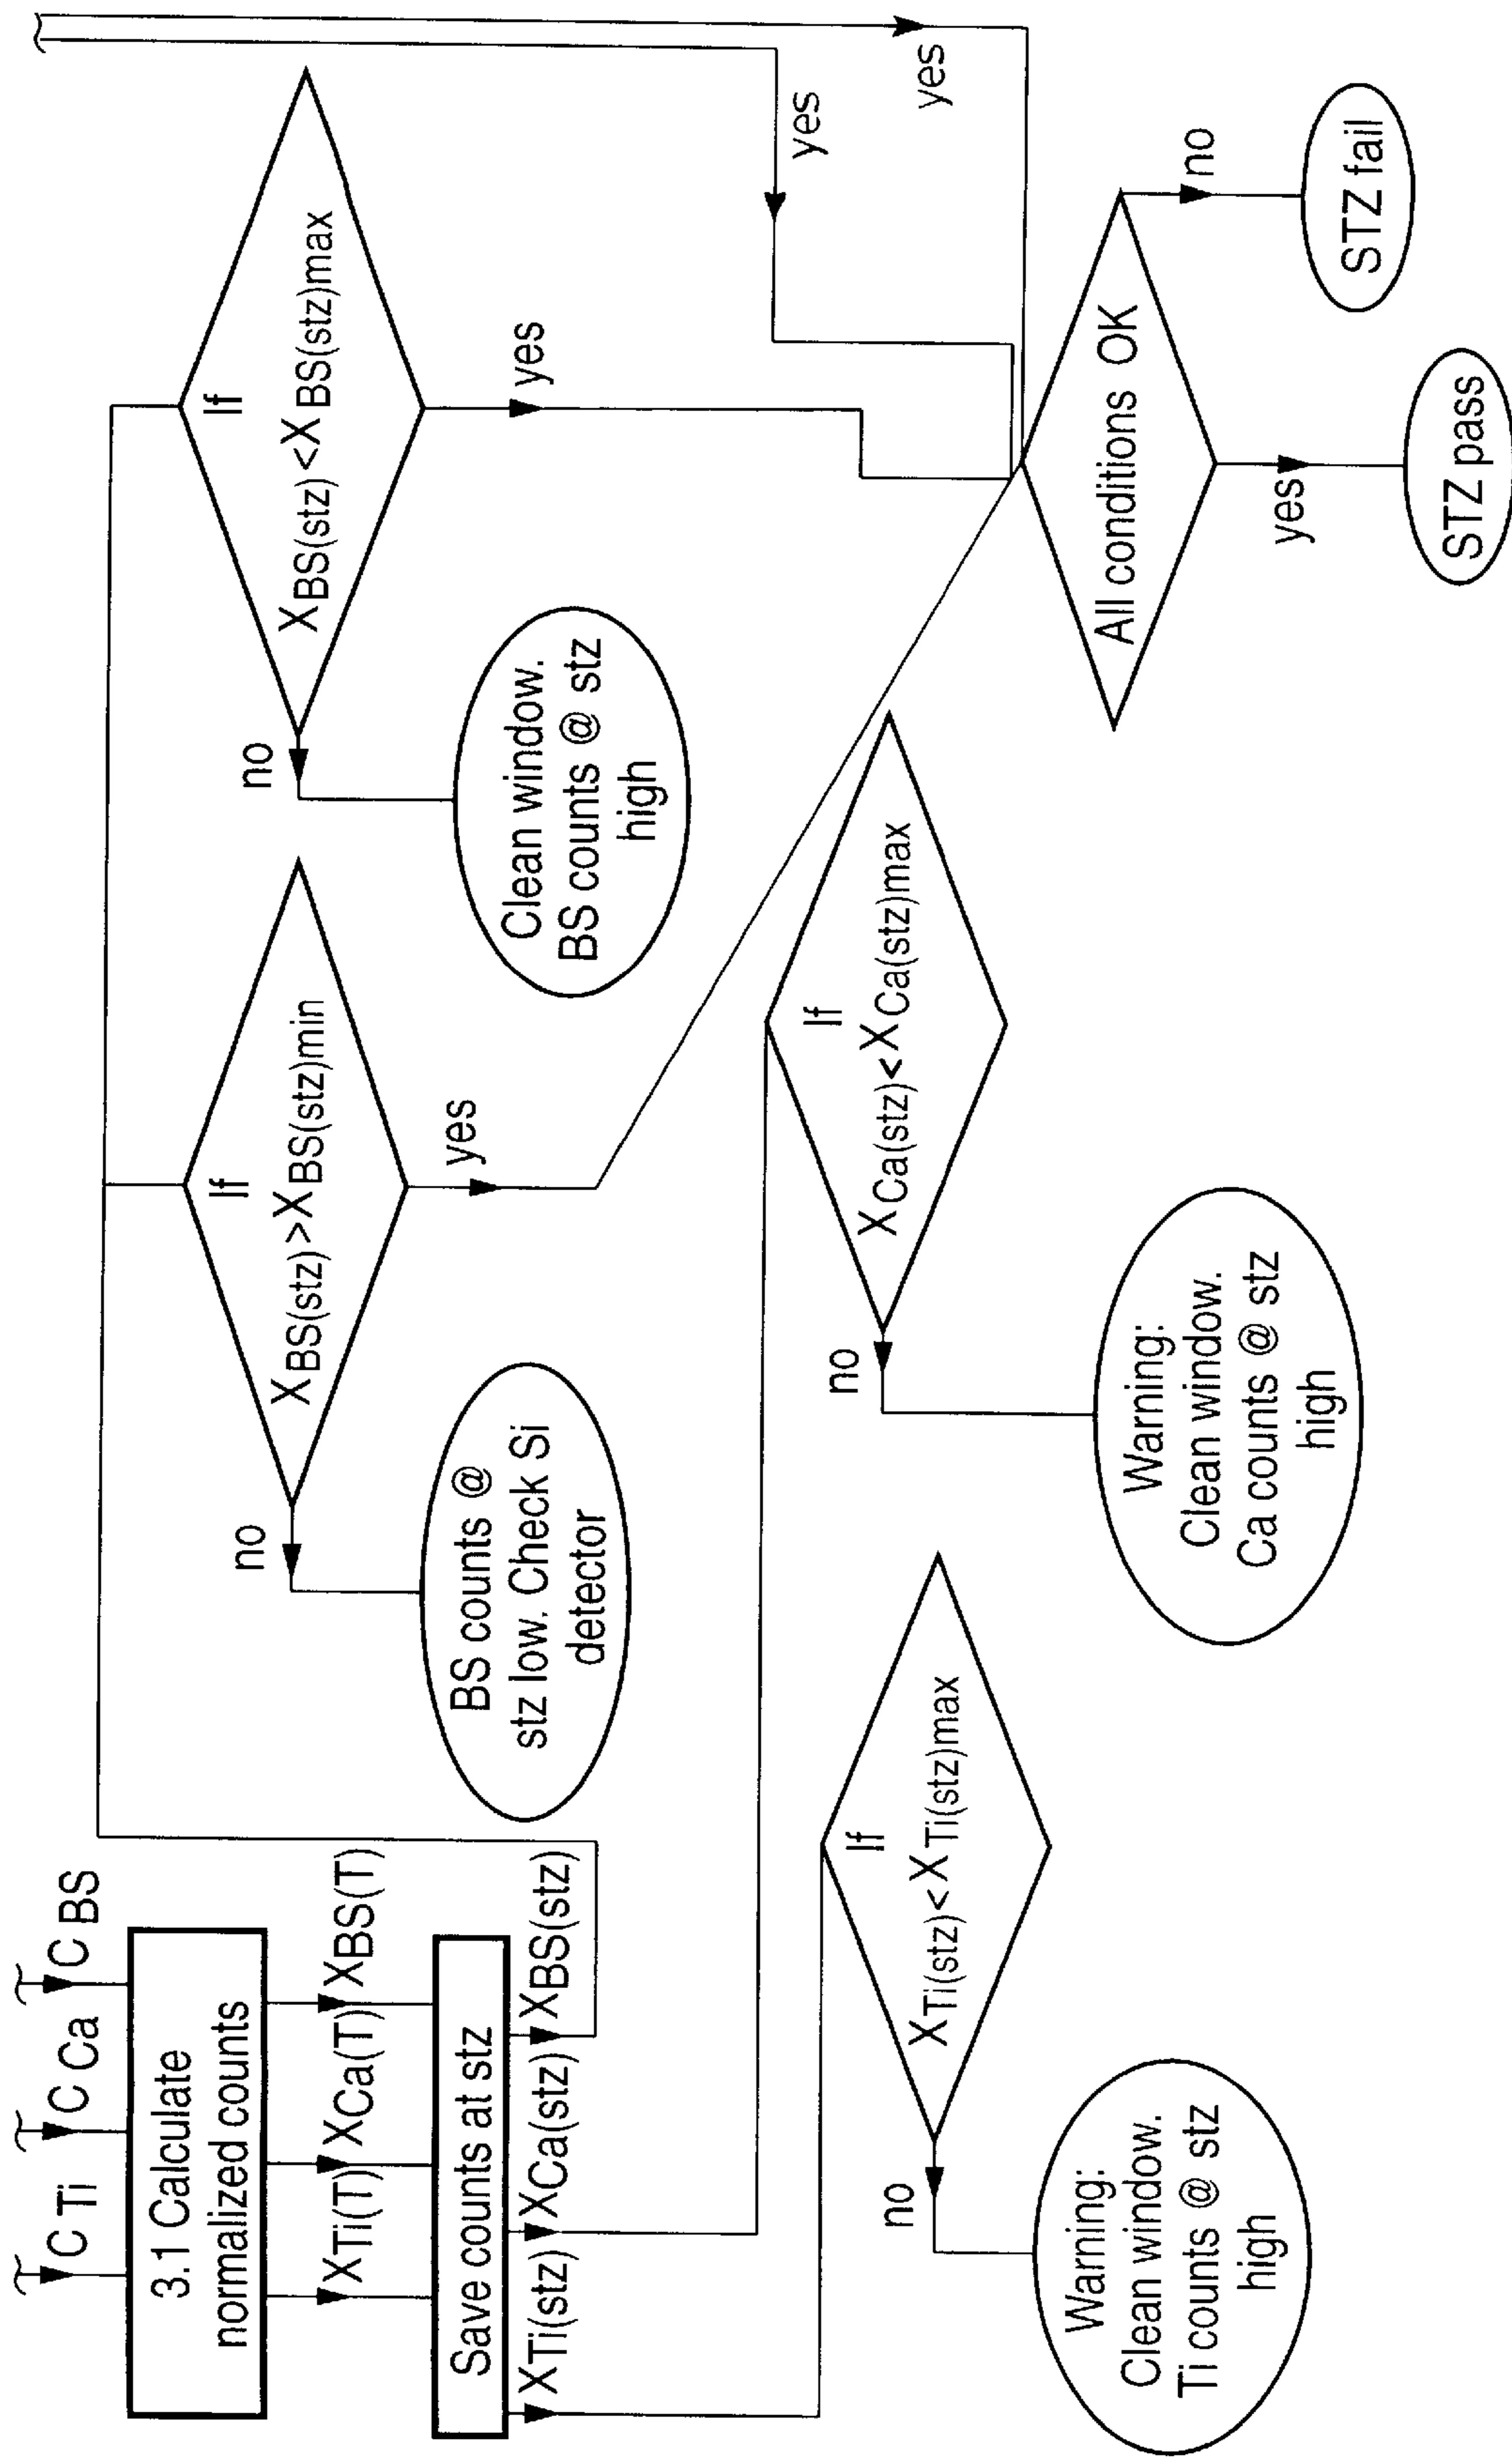 C Ti
C Ca
C BS
3.1 Calculate
normalized counts
XTi(T)
XCa(T)
XBS(T)
Save counts at stz
XTi(stz)
XCa(stz)
XBS(stz)
If
XBS(stz) >XBS(stz)min
no
yes
BS counts @
stz low. Check Si
detector
If
XBS(stz) <XBS(stz)max
no
yes
Clean window.
BS counts @ stz
high
yes
yes
If
XTi(stz)<XTi(stz)max
no
Warning:
Clean window.
Ti counts @ stz
high
If
XCa(stz)<XCa(stz)max
no
Warning:
Clean window.
Ca counts @ stz
high
All conditions OK
no
yes
STZ pass
STZ fail